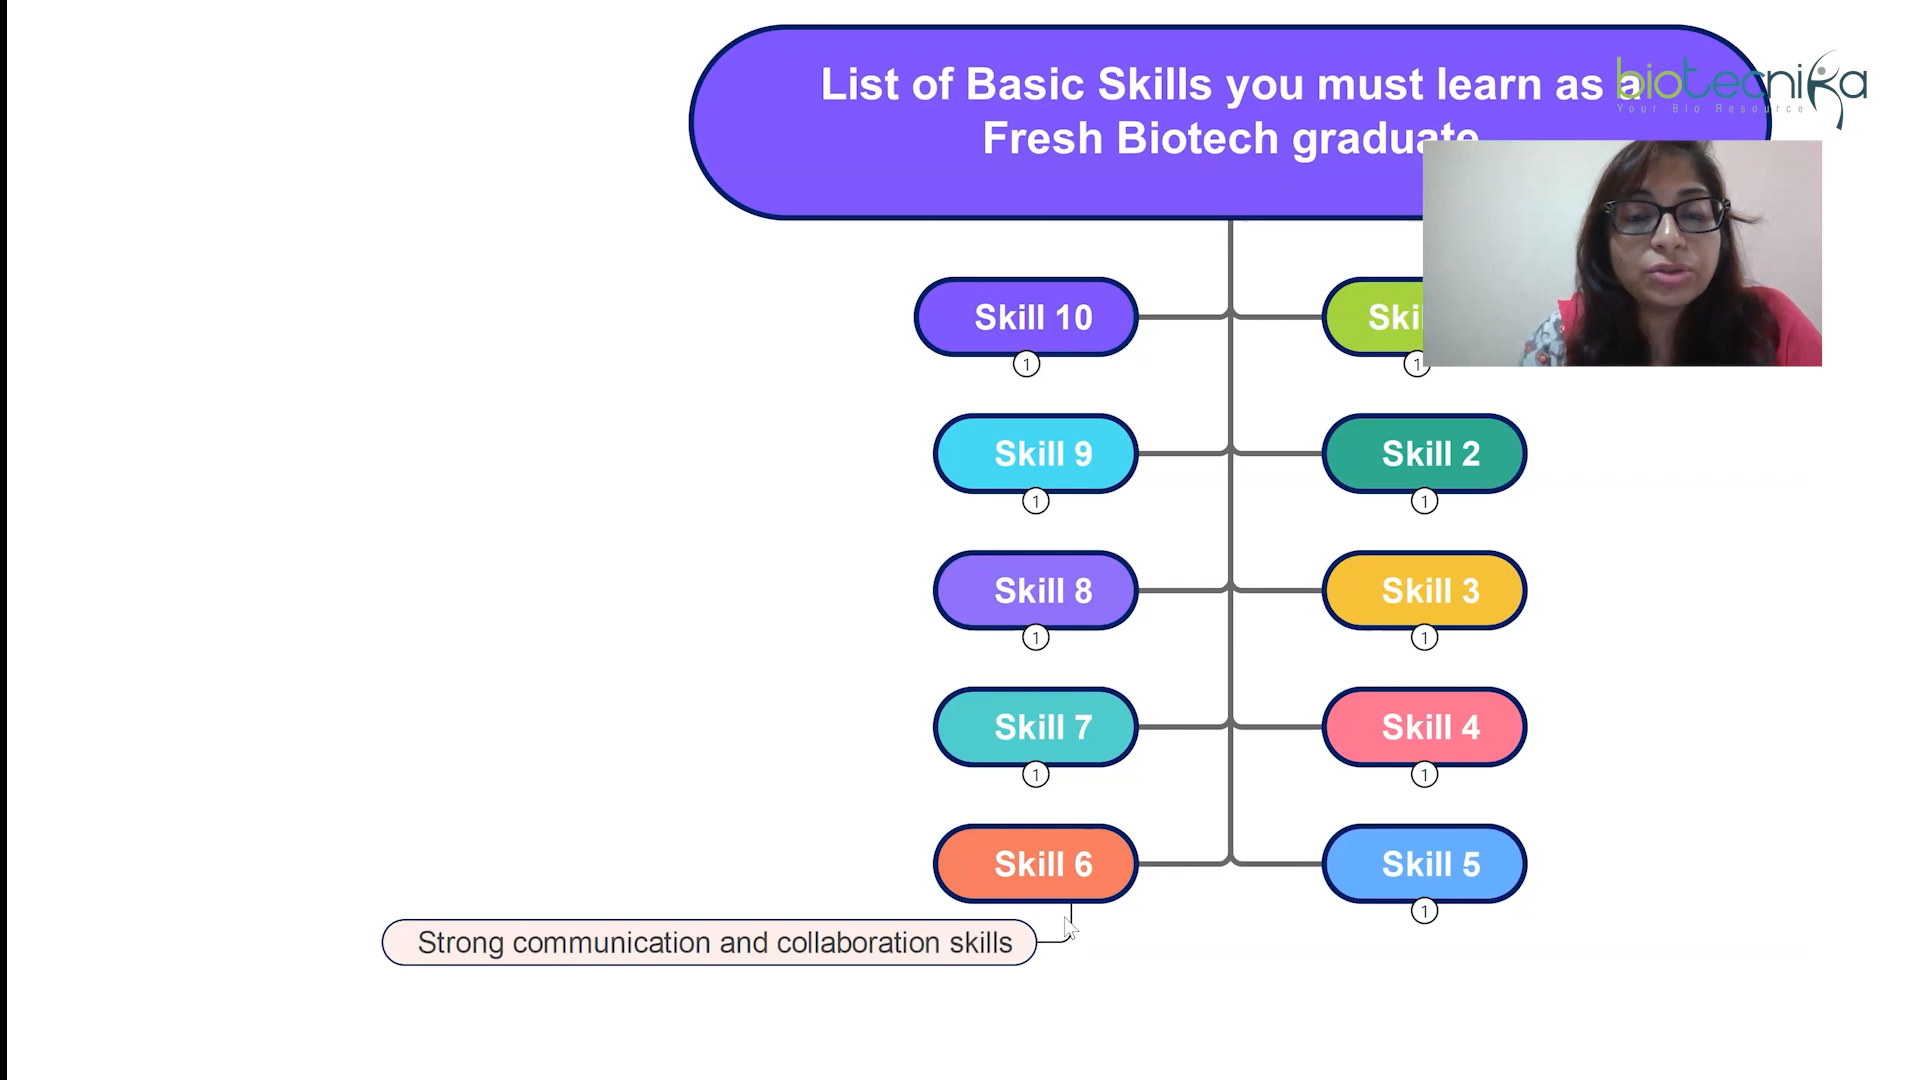 List of Basic Skills you must learn as a
Fresh Biotech graduate
biotecnika
Your Bio Resource
Skill 10
1
Ski
1
Skill 9
1
Skill 2
1
Skill 8
1
Skill 3
1
Skill 7
1
Skill 4
1
Skill 6
Skill 5
1
Strong communication and collaboration skills